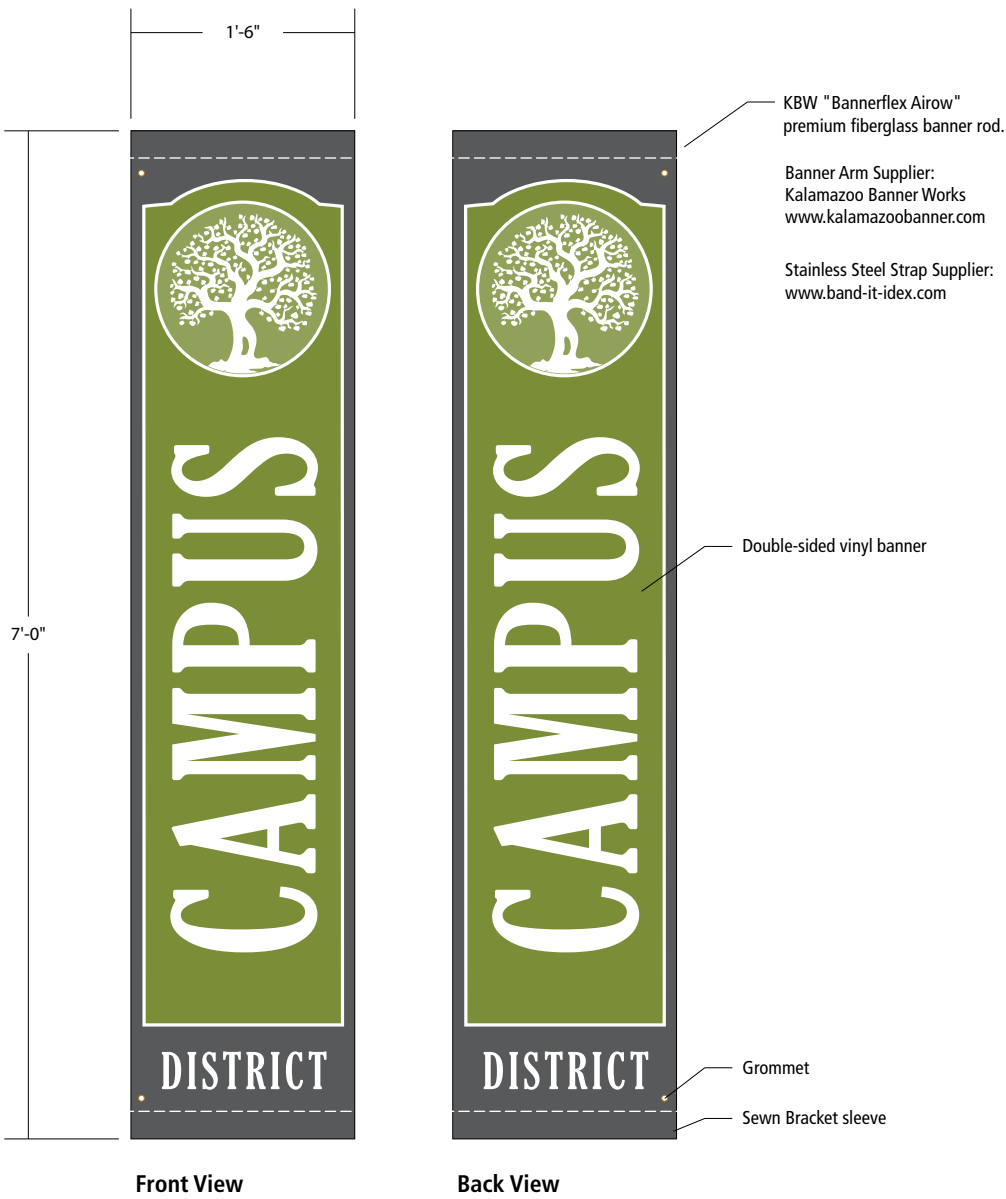 1'-6"
KBW "Bannerflex Airow"
premium fiberglass banner rod.
Banner Arm Supplier:
Kalamazoo Banner Works
www.kalamazoobanner.com
Stainless Steel Strap Supplier:
www.band-it-idex.com
CAMPUS
CAMPUS
Double-sided vinyl banner
7'-0"
DISTRICT
DISTRICT
Grommet
Sewn Bracket sleeve
Front View
Back View